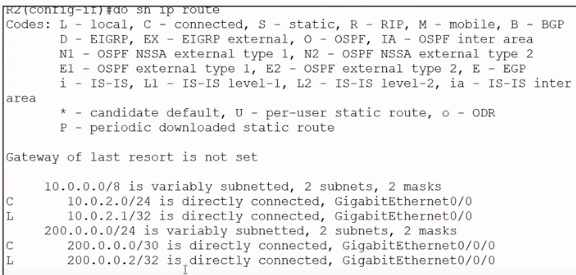 R2(config-if)#do sh ip route
Codes: L - local, C - connected, S - static, R - RIP, M - mobile, B - BGP
D - EIGRP, EX - EIGRP external, O - OSPF, IA - OSPF inter area
N1 - OSPF NSSA external type 1, N2 - OSPF NSSA external type 2
E1 - OSPF external type 1, E2 - OSPF external type 2, E - EGP
i - IS-IS, L1 - IS-IS level-1, L2 - IS-IS level-2, ia - IS-IS inter
area
* - candidate default, U - per-user static route, o - ODR
P - periodic downloaded static route
Gateway of last resort is not set
10.0.0.0/8 is variably subnetted, 2 subnets, 2 masks
C 10.0.2.0/24 is directly connected, GigabitEthernet0/0
L 10.0.2.1/32 is directly connected, GigabitEthernet0/0
200.0.0.0/24 is variably subnetted, 2 subnets, 2 masks
C 200.0.0.0/30 is directly connected, GigabitEthernet0/0/0
L 200.0.0.2/32 is directly connected, GigabitEthernet0/0/0